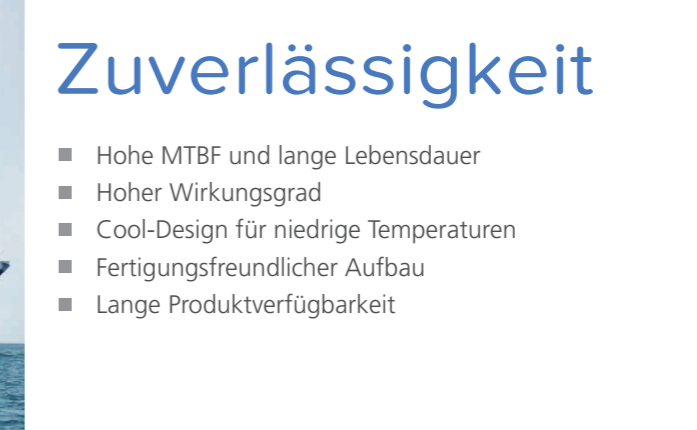 Zuverlässigkeit
Hohe MTBF und lange Lebensdauer
Hoher Wirkungsgrad
Cool-Design für niedrige Temperaturen
Fertigungsfreundlicher Aufbau
Lange Produktverfügbarkeit